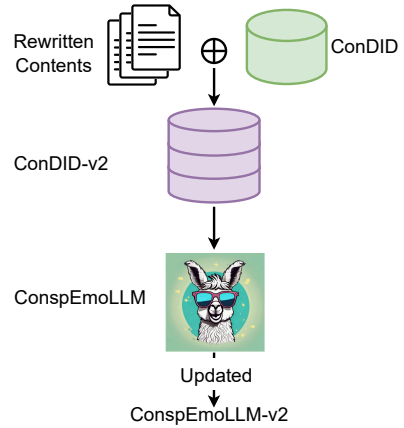 Rewritten
Contents
ConDID
ConDID-v2
ConspEmoLLM
Updated
ConspEmoLLM-v2